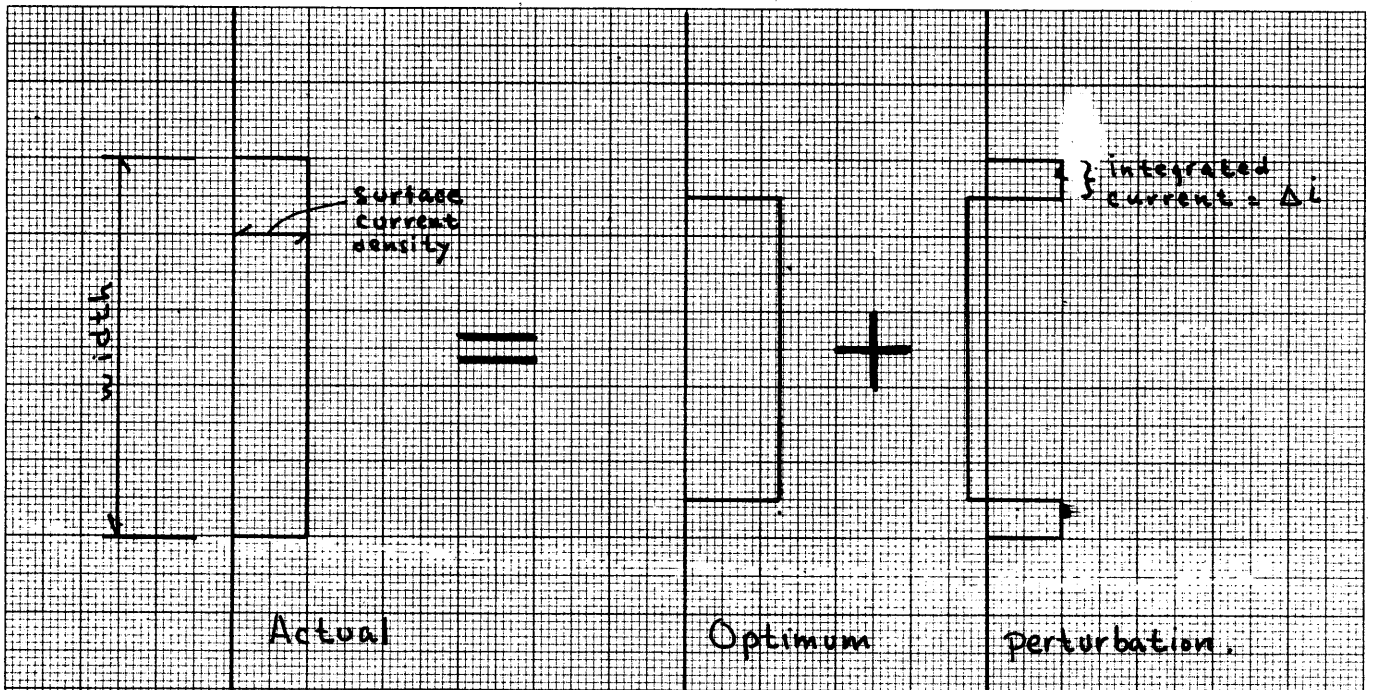 width
surface
current
density
=
+
} integrated
current = Δi
Actual
Optimum
perturbation.